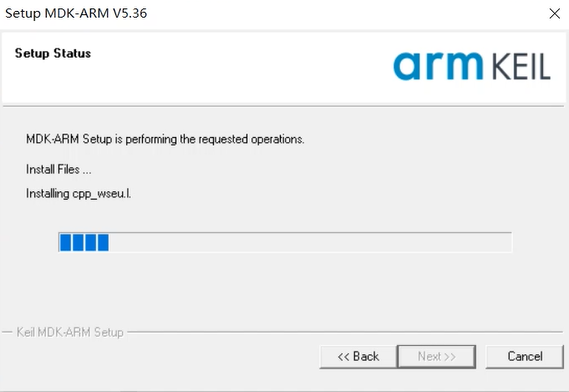 Setup MDK-ARM V5.36
Setup Status
arm KEIL
MDK-ARM Setup is performing the requested operations.
Install Files ...
Installing cpp_wseu.l.
Keil MDK-ARM Setup
<< Back
Next >>
Cancel